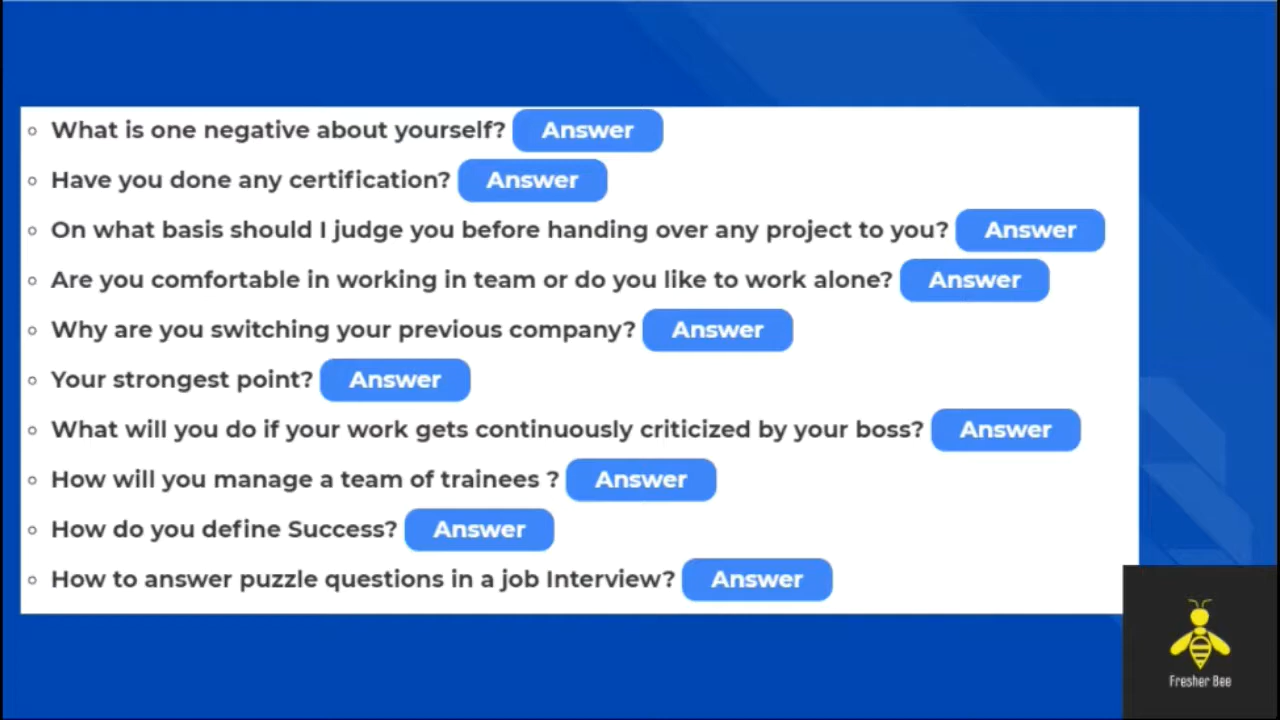 What is one negative about yourself? Answer
Have you done any certification? Answer
On what basis should I judge you before handing over any project to you? Answer
Are you comfortable in working in team or do you like to work alone? Answer
Why are you switching your previous company? Answer
Your strongest point? Answer
What will you do if your work gets continuously criticized by your boss? Answer
How will you manage a team of trainees ? Answer
How do you define Success? Answer
How to answer puzzle questions in a job Interview? Answer
Fresher Bee